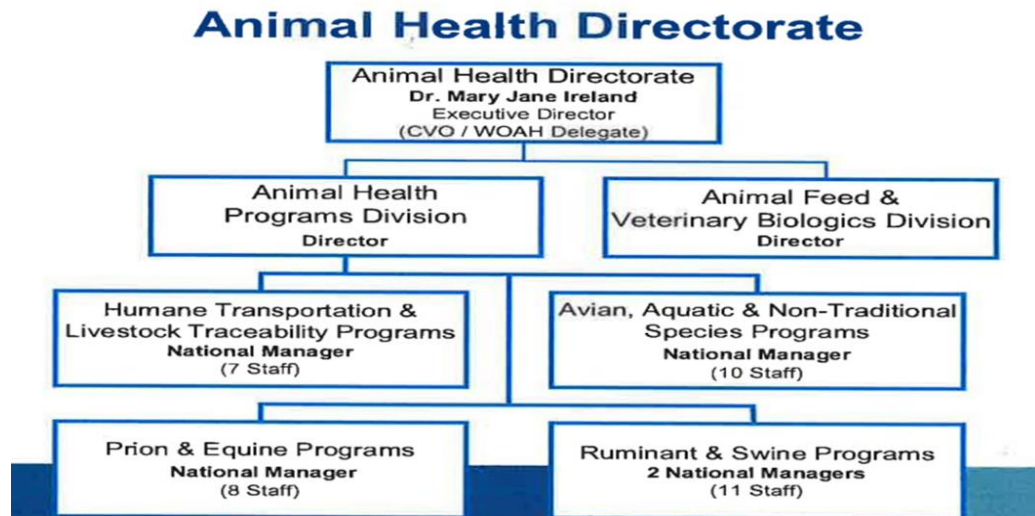 Animal Health Directorate
Animal Health Directorate
Dr. Mary Jane Ireland
Executive Director
(CVO / WOAH Delegate)
Animal Health
Programs Division
Director
Animal Feed &
Veterinary Biologics Division
Director
Humane Transportation &
Livestock Traceability Programs
National Manager
(7 Staff)
Avian, Aquatic & Non-Traditional
Species Programs
National Manager
(10 Staff)
Prion & Equine Programs
National Manager
(8 Staff)
Ruminant & Swine Programs
2 National Managers
(11 Staff)